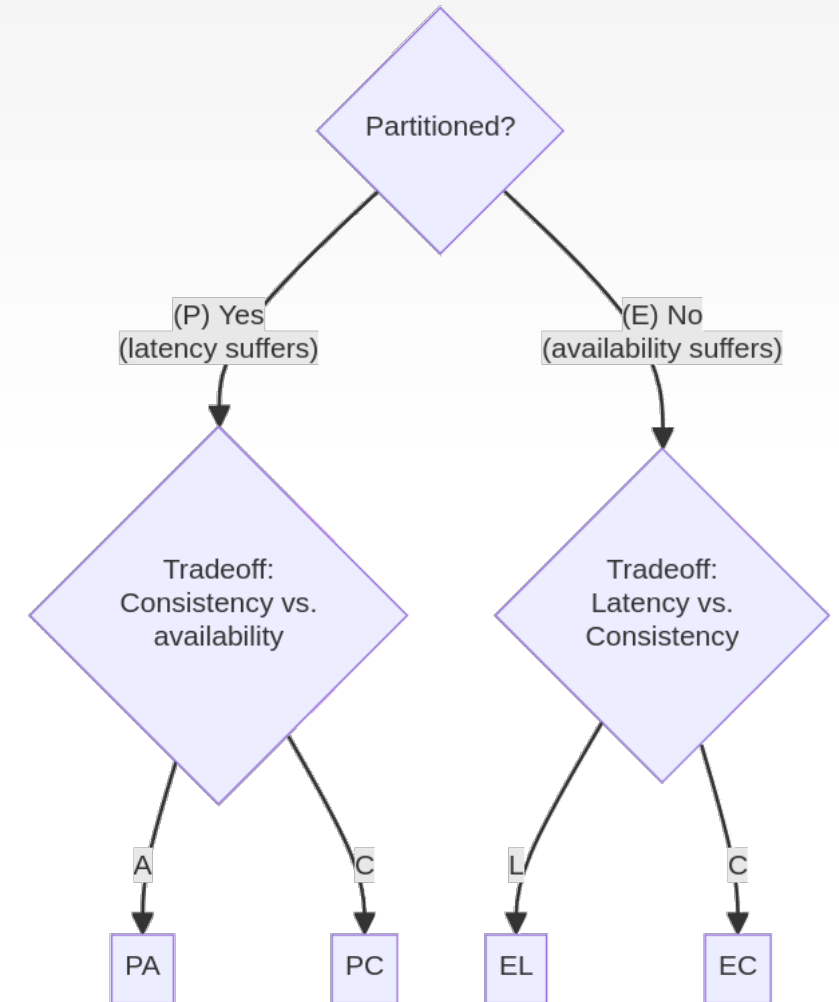 Partitioned?
(P) Yes
(latency suffers)
(E) No
(availability suffers)
Tradeoff:
Consistency vs.
availability
Tradeoff:
Latency vs.
Consistency
A
C
L
C
PA
PC
EL
EC